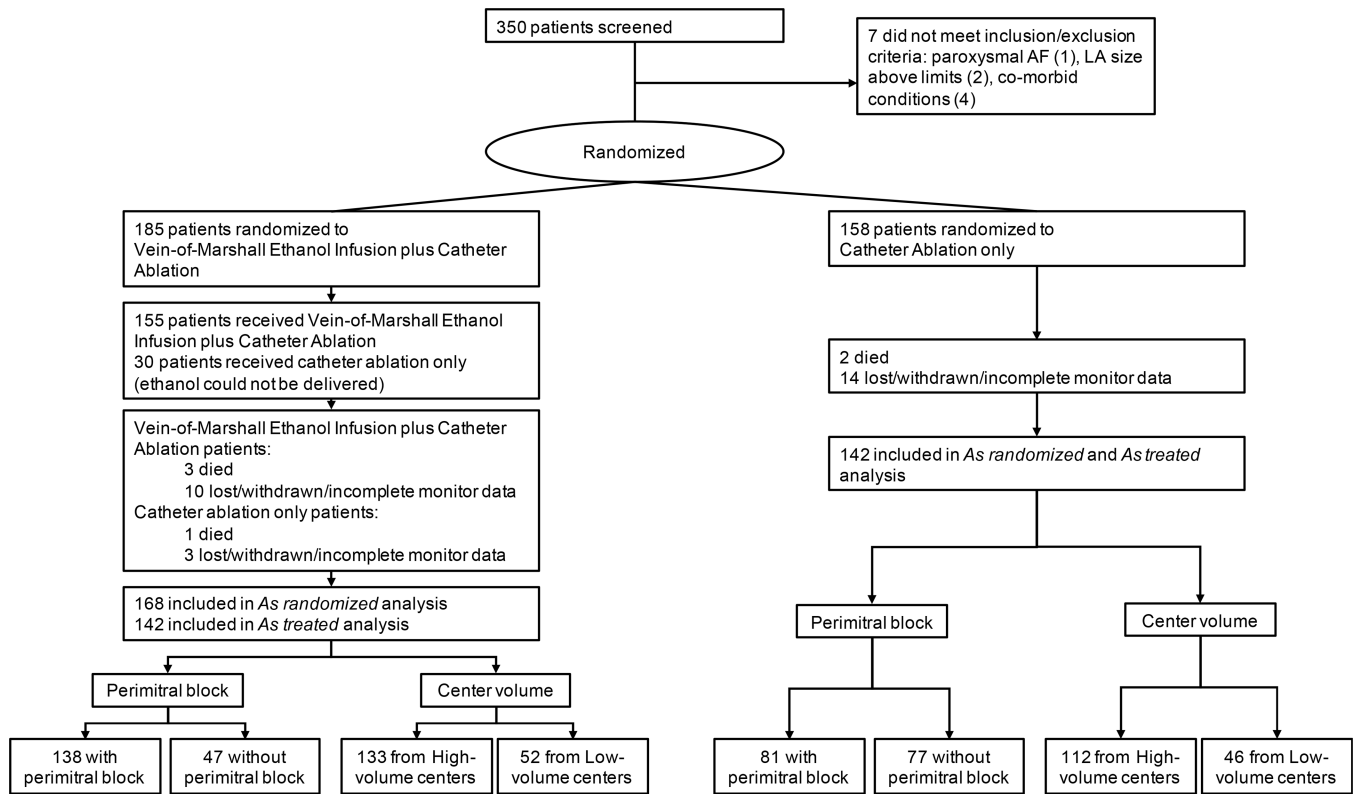 350 patients screened
7 did not meet inclusion/exclusion
criteria: paroxysmal AF (1), LA size
above limits (2), co-morbid
conditions (4)
Randomized
185 patients randomized to
Vein-of-Marshall Ethanol Infusion plus Catheter
Ablation
155 patients received Vein-of-Marshall Ethanol
Infusion plus Catheter Ablation
30 patients received catheter ablation only
(ethanol could not be delivered)
Vein-of-Marshall Ethanol Infusion plus Catheter
Ablation patients:
3 died
10 lost/withdrawn/incomplete monitor data
Catheter ablation only patients:
1 died
3 lost/withdrawn/incomplete monitor data
168 included in As randomized analysis
142 included in As treated analysis
Perimitral block
Center volume
138 with
perimitral block
47 without
perimitral block
133 from High-
volume centers
52 from Low-
volume centers
158 patients randomized to
Catheter Ablation only
2 died
14 lost/withdrawn/incomplete monitor data
142 included in As randomized and As treated
analysis
Perimitral block
Center volume
81 with
perimitral block
77 without
perimitral block
112 from High-
volume centers
46 from Low-
volume centers